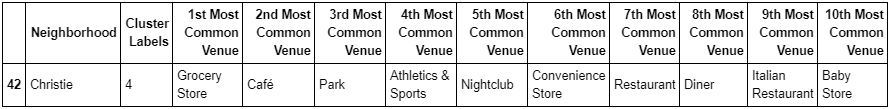 Neighborhood Cluster Labels 1st Most Common Venue 2nd Most Common Venue 3rd Most Common Venue 4th Most Common Venue 5th Most Common Venue 6th Most Common Venue 7th Most Common Venue 8th Most Common Venue 9th Most Common Venue 10th Most Common Venue
42 Christie 4 Grocery Store Café Park Athletics & Sports Nightclub Convenience Store Restaurant Diner Italian Restaurant Baby Store